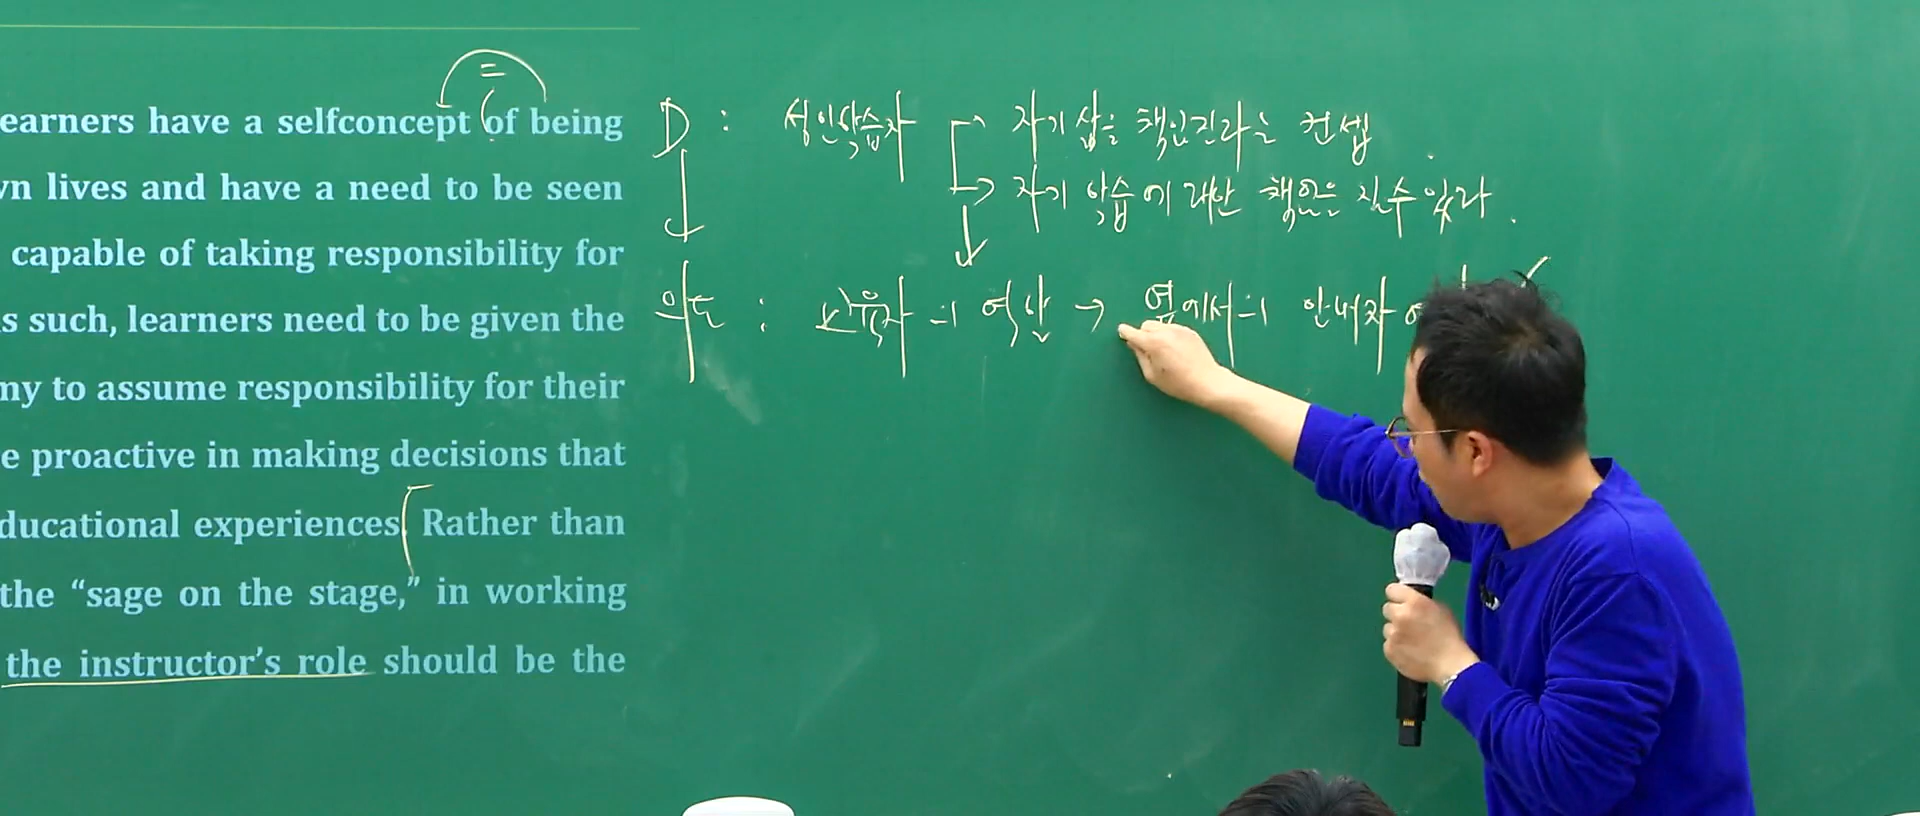 =
earners have a selfconcept of being
wn lives and have a need to be seen
capable of taking responsibility for
s such, learners need to be given the
my to assume responsibility for their
e proactive in making decisions that
ducational experiences. Rather than
the “sage on the stage,” in working
the instructor’s role should be the
D : 성인학습자 → 자기 삶을 책임진다는 컨셉
→ 자기 학습에 대한 책임을 질 수 있다.
의도 : 교육자의 역할 → 옆에서의 안내자